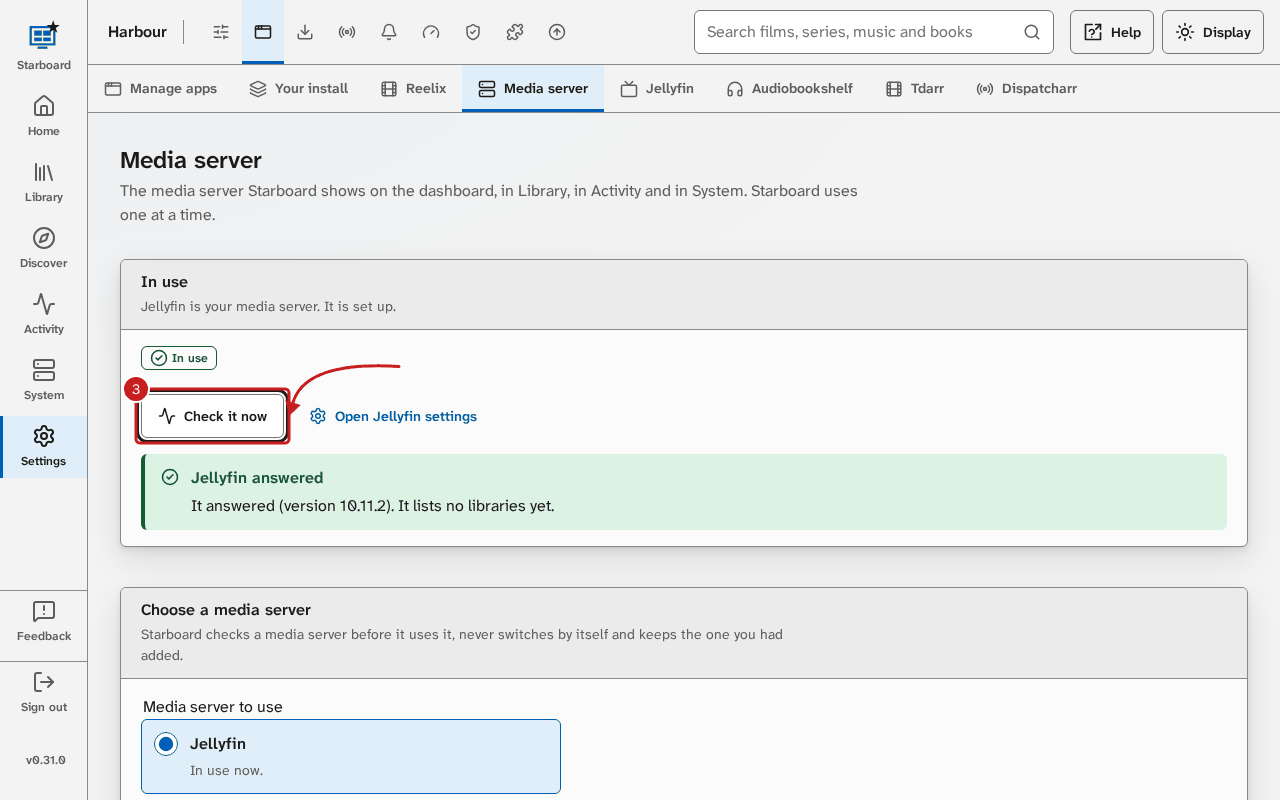 Starboard
Home
Library
Discover
Activity
System
Settings
Feedback
Sign out
v0.31.0
Harbour
Search films, series, music and books
Help
Display
Manage apps
Your install
Reelix
Media server
Jellyfin
Audiobookshelf
Tdarr
Dispatcharr
Media server
The media server Starboard shows on the dashboard, in Library, in Activity and in System. Starboard uses
one at a time.
In use
Jellyfin is your media server. It is set up.
In use
3
Check it now
Open Jellyfin settings
Jellyfin answered
It answered (version 10.11.2). It lists no libraries yet.
Choose a media server
Starboard checks a media server before it uses it, never switches by itself and keeps the one you had
added.
Media server to use
Jellyfin
In use now.